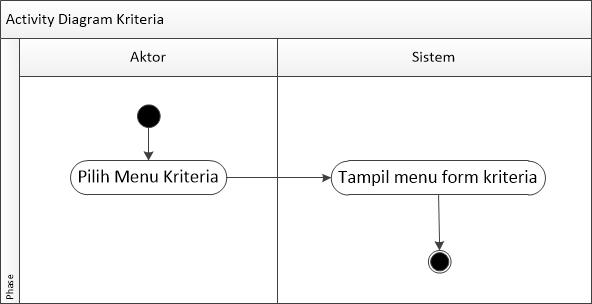 Activity Diagram Kriteria
Aktor
Sistem
Pilih Menu Kriteria
Tampil menu form kriteria
Phase